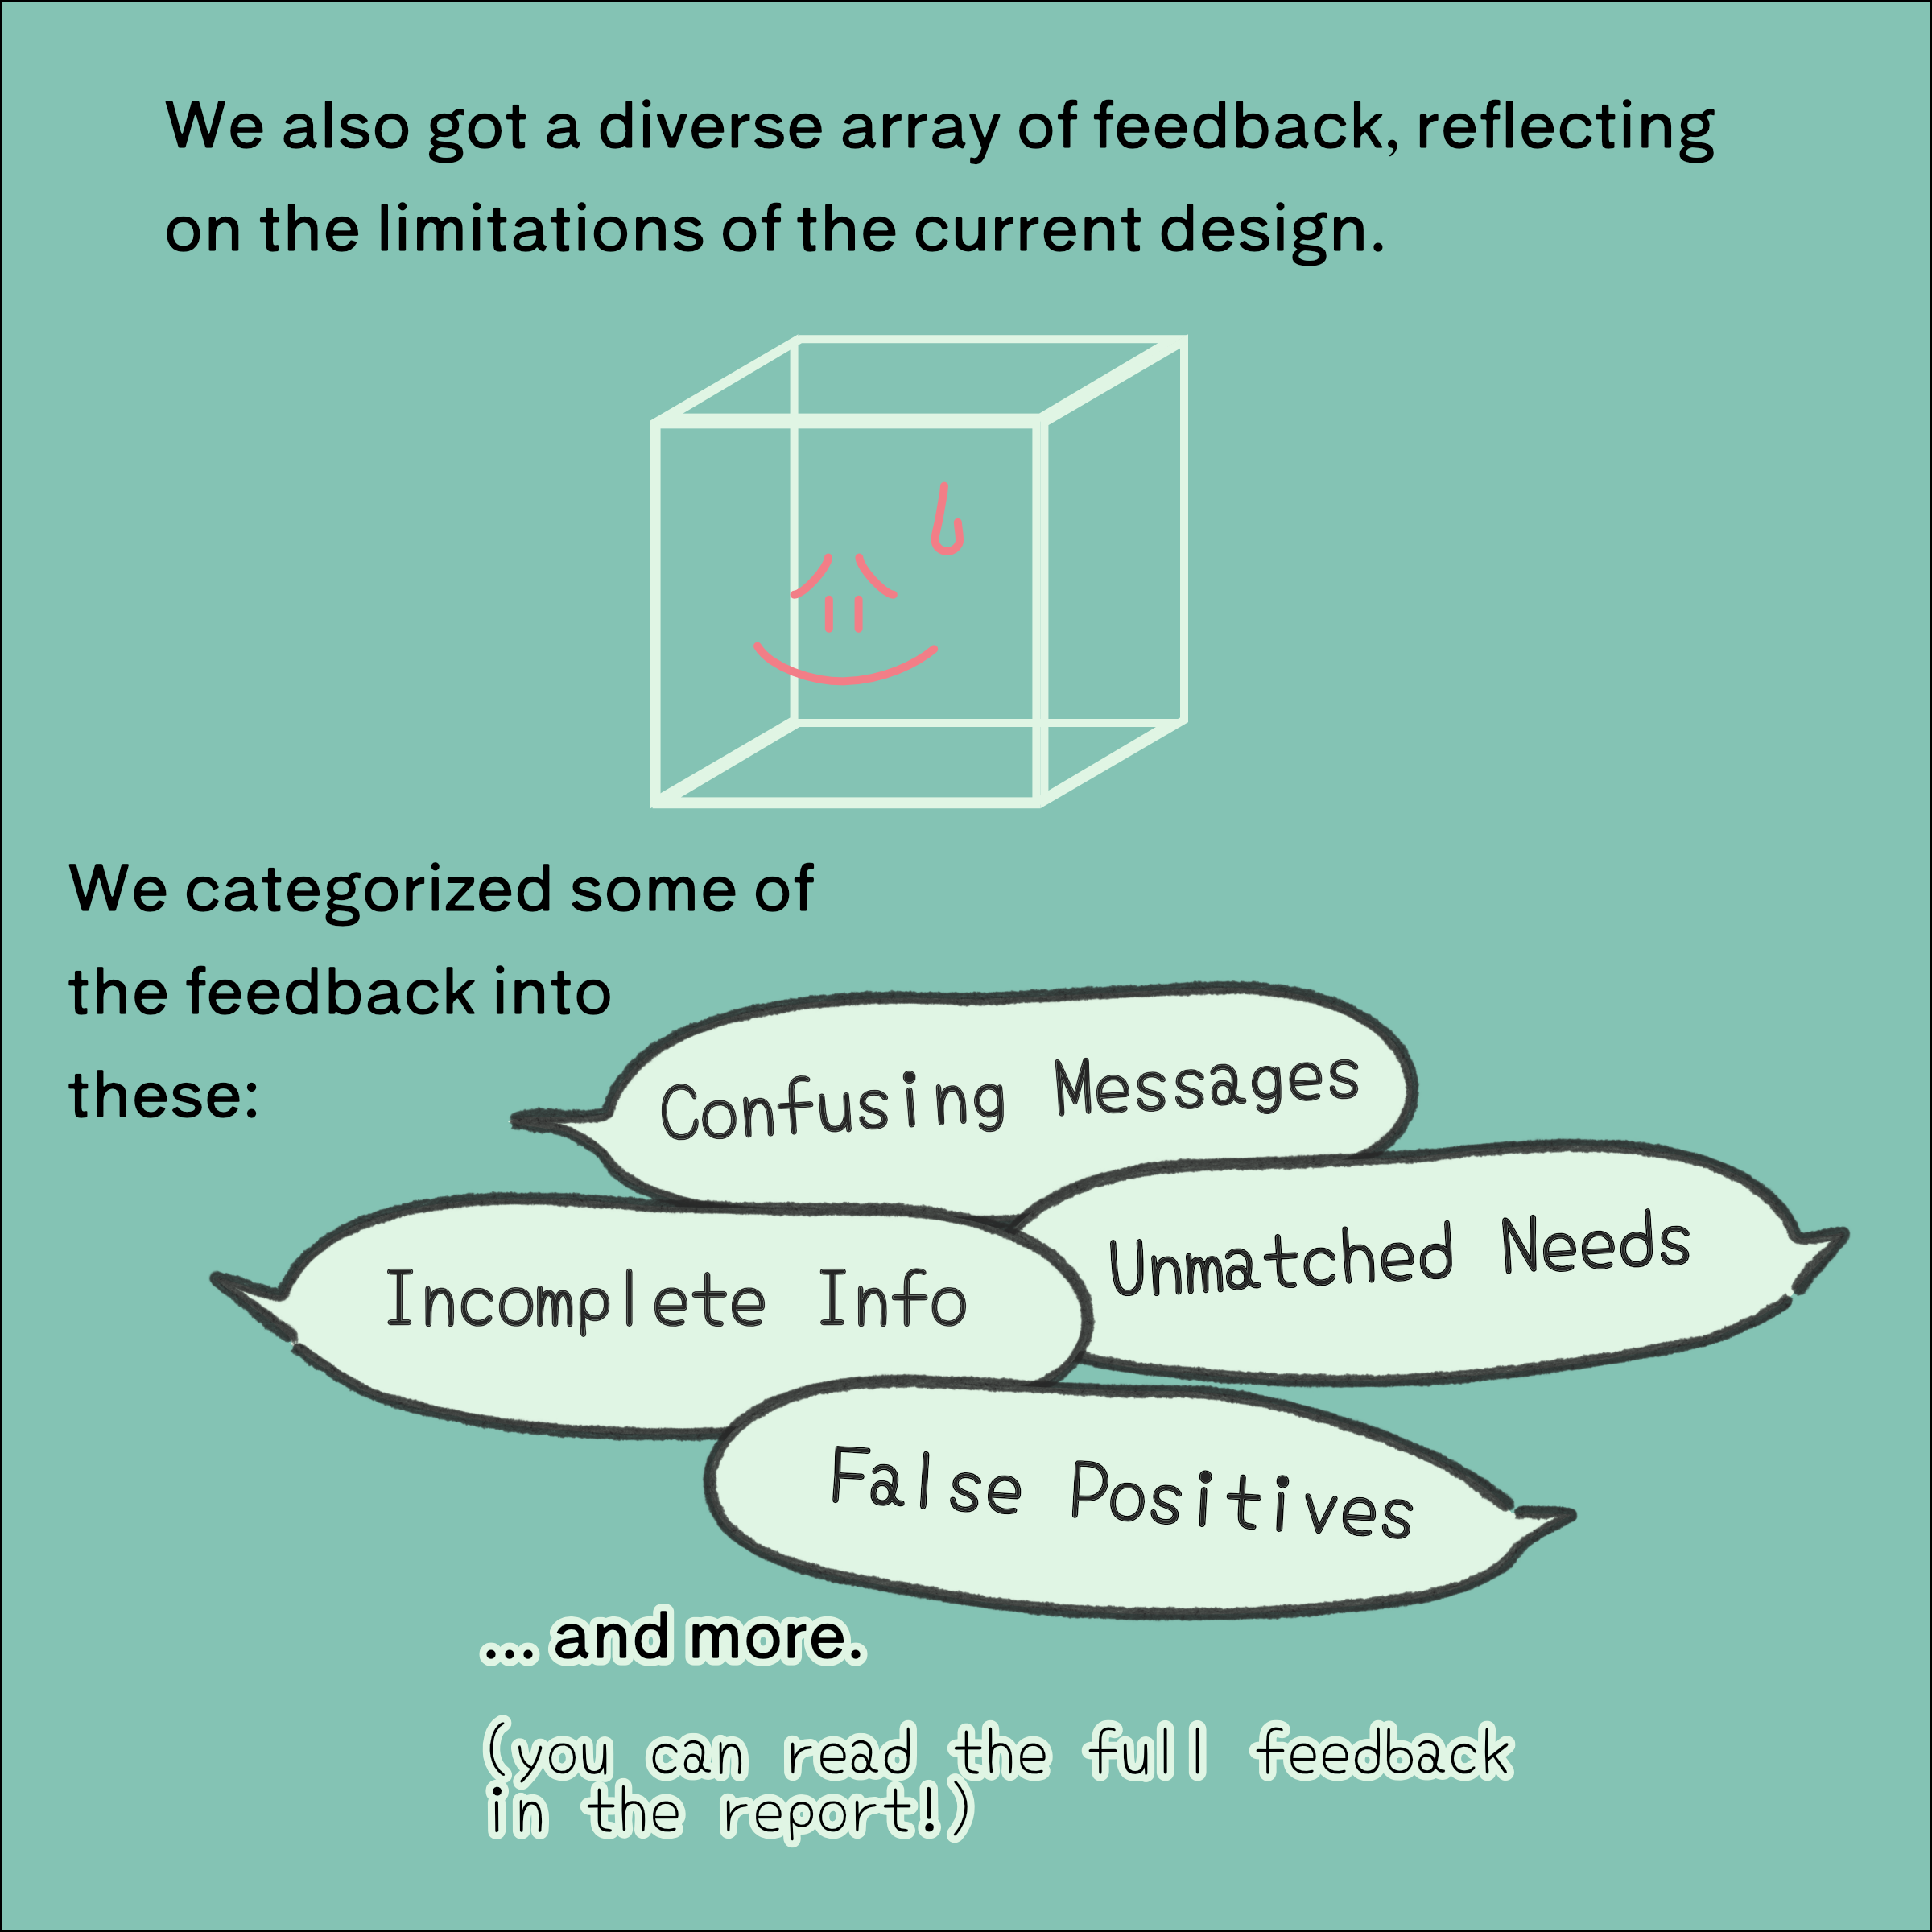 We also got a diverse array of feedback, reflecting
on the limitations of the current design.
We categorized some of
the feedback into
these:
Confusing Messages
Unmatched Needs
Incomplete Info
False Positives
... and more.
(you can read the full feedback
in the report!)